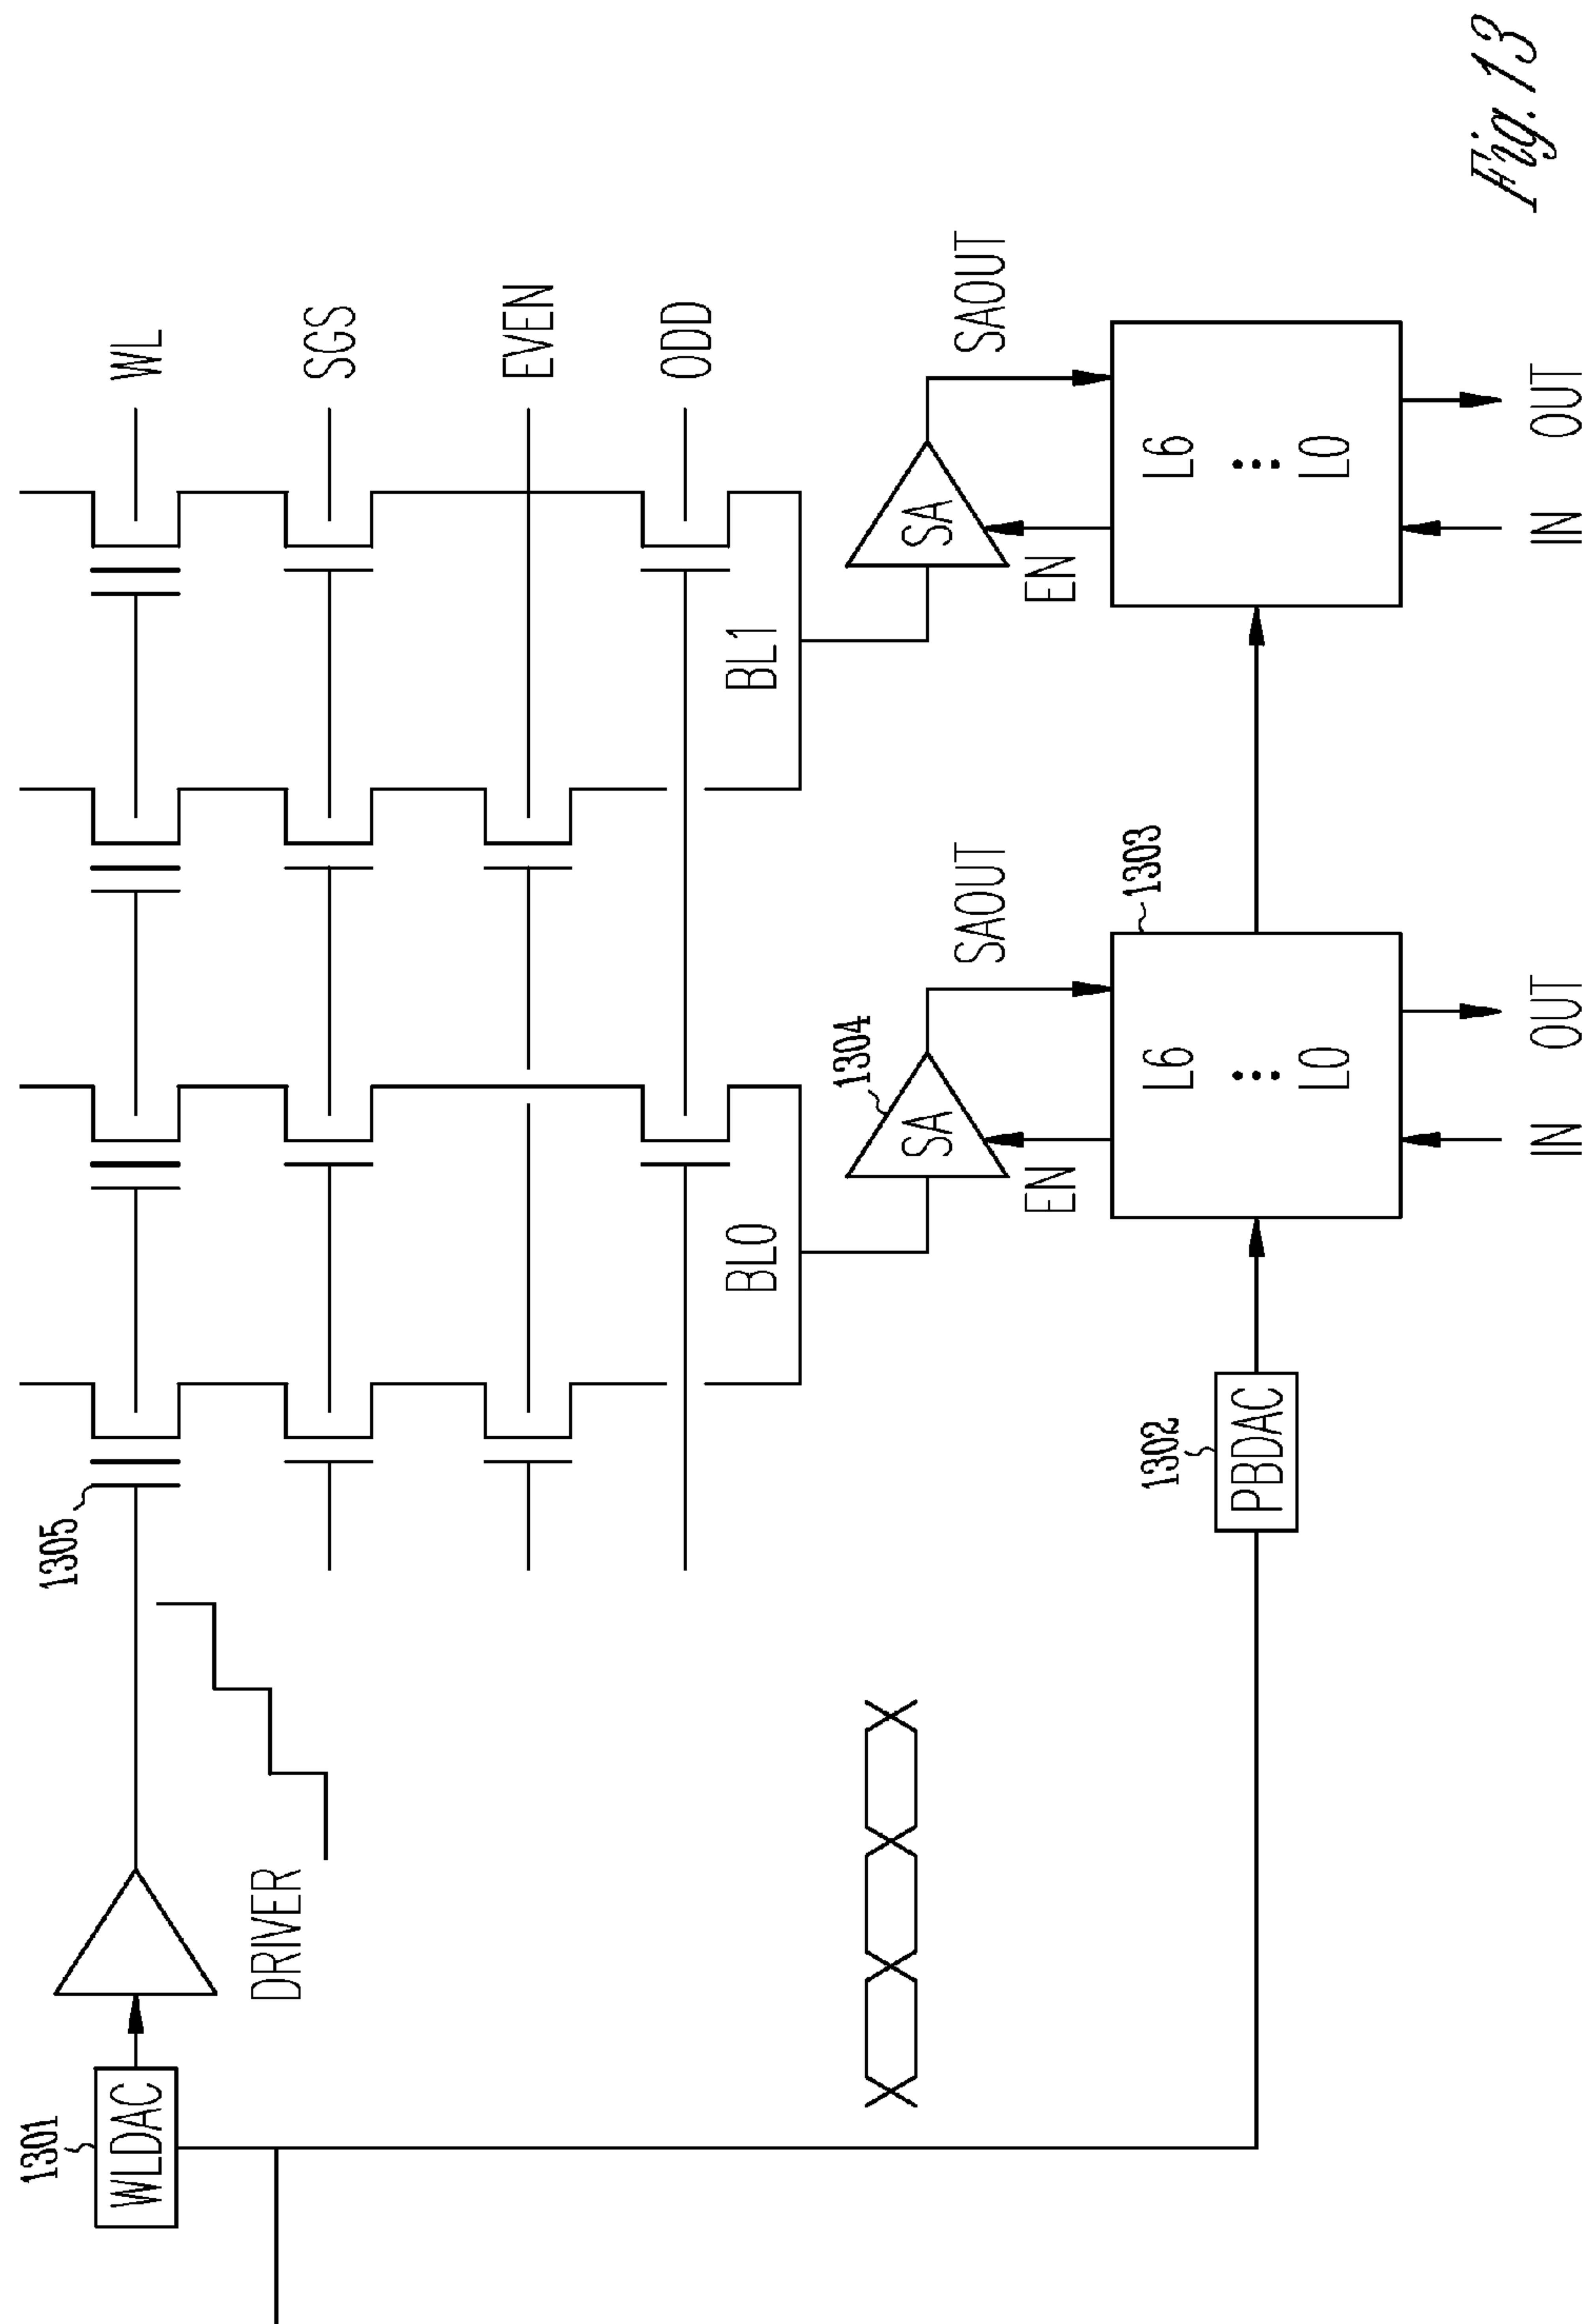 1301
WLDAC
DRIVER
1305
WL
SGS
EVEN
ODD
BL0
BL1
1304
SA
SAOUT
EN
SA
SAOUT
EN
1302
PBDAC
1303
L6
L0
L6
L0
IN
OUT
IN
OUT
Fig. 13